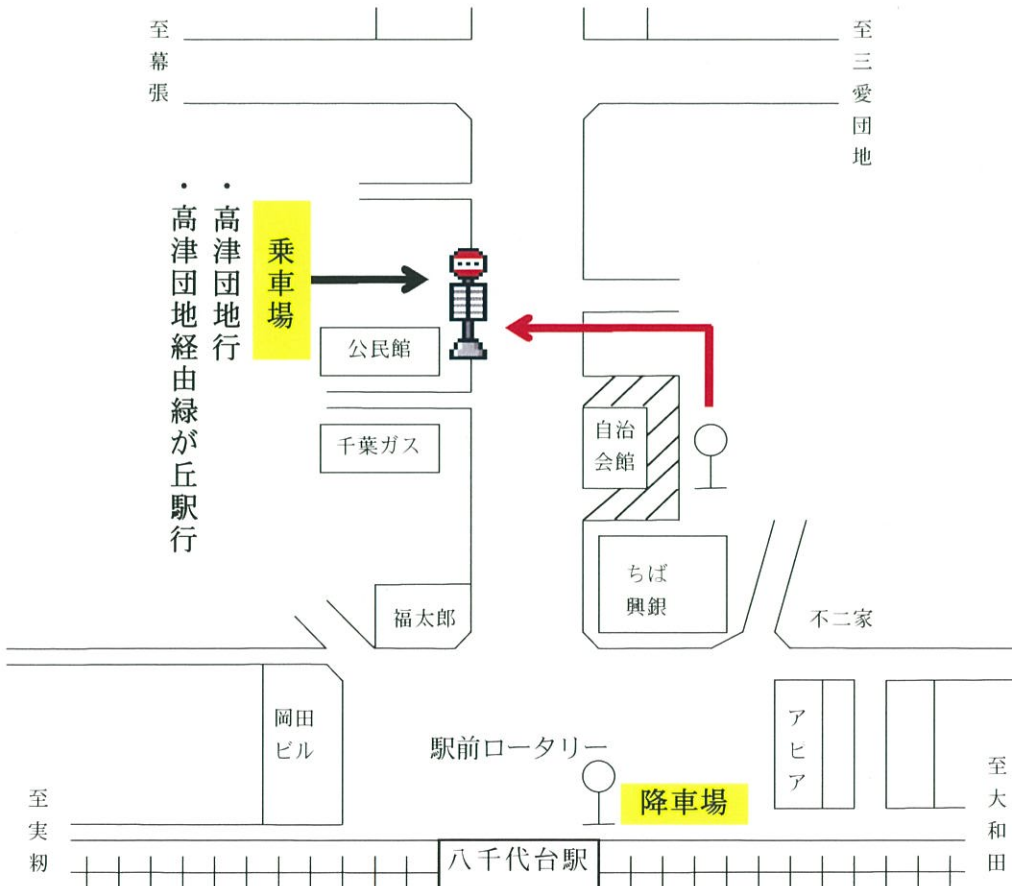 至幕張
至三愛団地
・高津団地行
・高津団地経由緑が丘駅行
乗車場
公民館
千葉ガス
自治
会館
ちば
興銀
福太郎
不二家
岡田
ビル
駅前ロータリー
アピア
降車場
至実籾
至大和田
八千代台駅